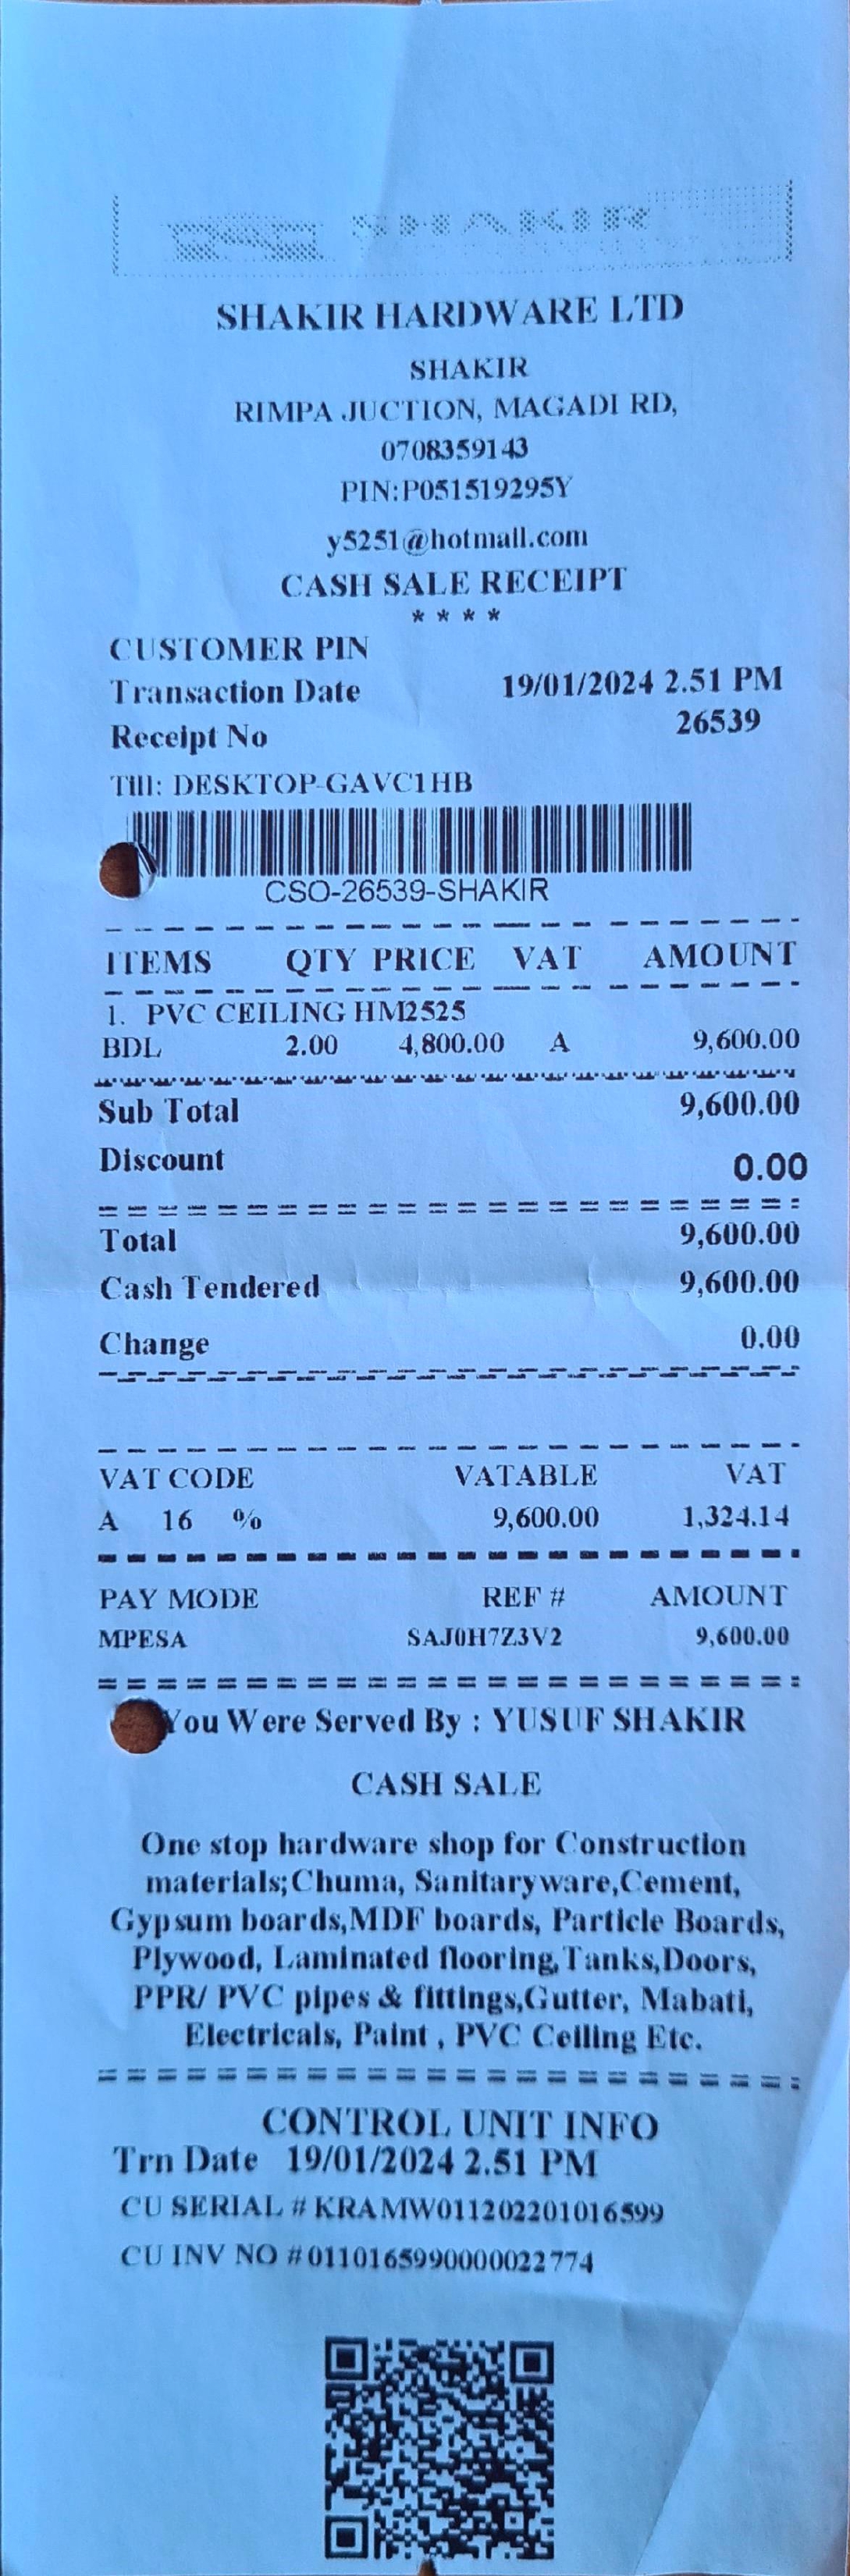 SHAKIR
SHAKIR HARDWARE LTD
SHAKIR
RIMPA JUCTION, MAGADI RD,
0708359143
PIN:P051519295Y
y5251@hotmail.com
CASH SALE RECEIPT
* * * *
CUSTOMER PIN
Transaction Date 19/01/2024 2.51 PM
Receipt No 26539
Till: DESKTOP-GAVC1HB
CSO-26539-SHAKIR
ITEMS QTY PRICE VAT AMOUNT
1. PVC CEILING HM2525
BDL 2.00 4,800.00 A 9,600.00
Sub Total 9,600.00
Discount 0.00
Total 9,600.00
Cash Tendered 9,600.00
Change 0.00
VAT CODE VATABLE VAT
A 16 % 9,600.00 1,324.14
PAY MODE REF # AMOUNT
MPESA SAJ0H7Z3V2 9,600.00
You Were Served By : YUSUF SHAKIR
CASH SALE
One stop hardware shop for Construction
materials;Chuma, Sanitaryware,Cement,
Gypsum boards,MDF boards, Particle Boards,
Plywood, Laminated flooring,Tanks,Doors,
PPR/ PVC pipes & fittings,Gutter, Mabati,
Electricals, Paint , PVC Ceiling Etc.
CONTROL UNIT INFO
Trn Date 19/01/2024 2.51 PM
CU SERIAL # KRAMW011202201016599
CU INV NO # 0110165990000022774